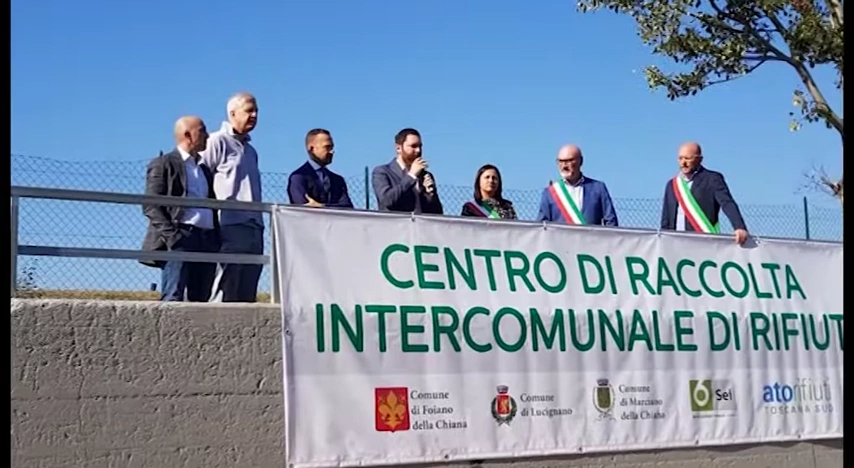 CENTRO DI RACCOLTA
INTERCOMUNALE DI RIFIUT
Comune
di Foiano
della Chiana
Comune
di Lucignano
Comune
di Marciano
della Chiana
6 Sei
atorifiuti
TOSCANA SUD